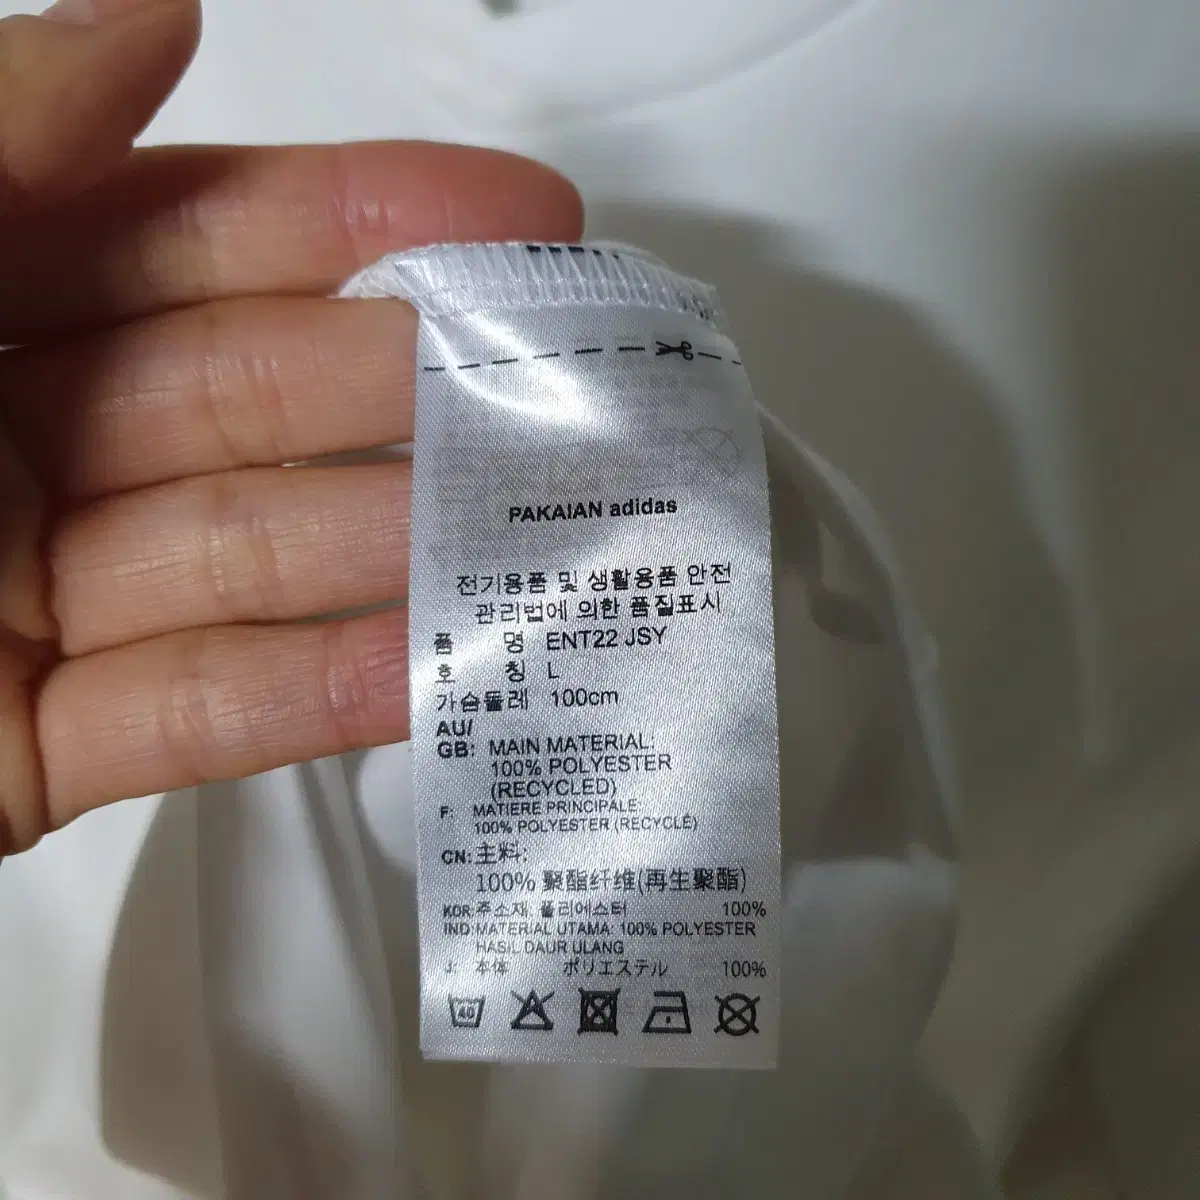 PAKAIAN adidas
전기용품 및 생활용품 안전
관리법에 의한 품질표시
품 명 ENT22 JSY
호 칭 L
가슴둘레 100cm
AU/
GB: MAIN MATERIAL:
100% POLYESTER
(RECYCLED)
F: MATIERE PRINCIPALE
100% POLYESTER (RECYCLÉ)
CN: 主料:
100% 聚酯纤维(再生聚酯)
KOR: 주소재: 폴리에스터 100%
IND: MATERIAL UTAMA: 100% POLYESTER
HASIL DAUR ULANG
J: 本体 ポリエステル 100%
40